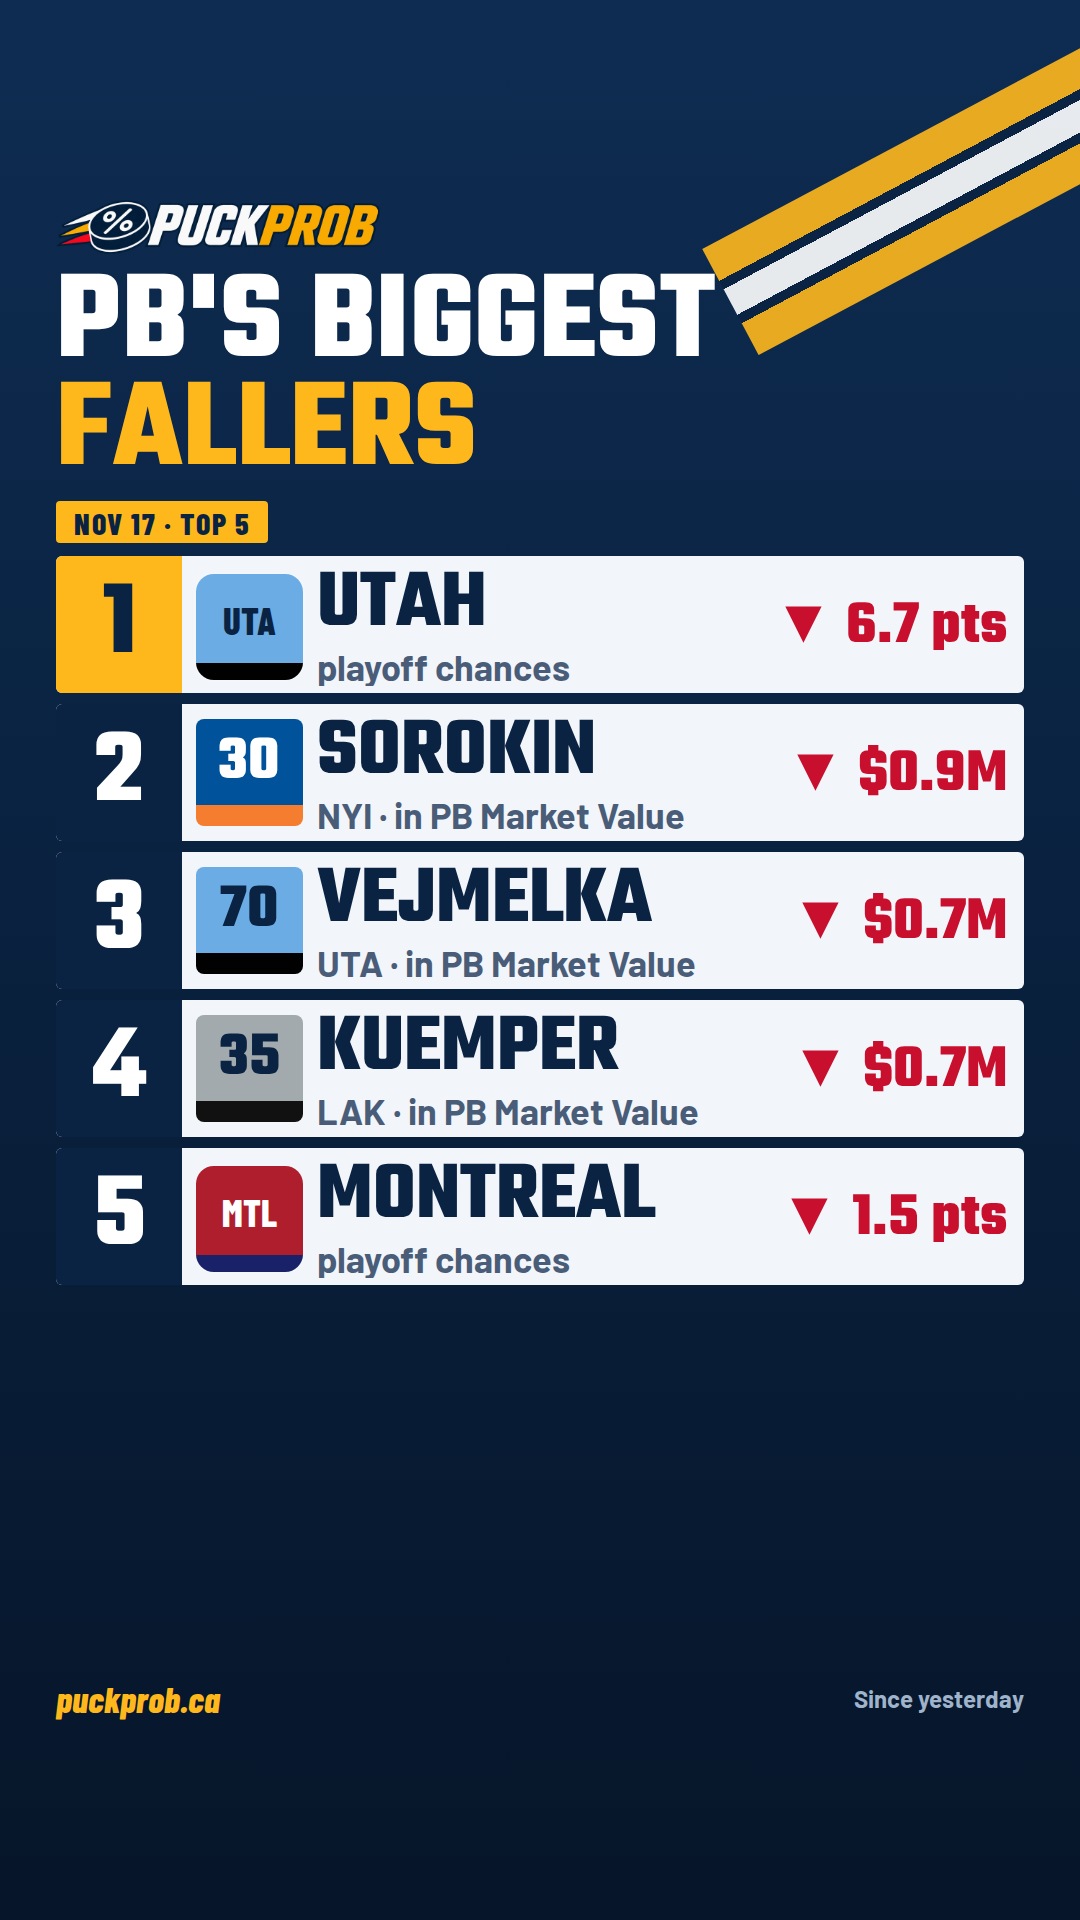 % PUCKPROB
PB'S BIGGEST
FALLERS
NOV 17 · TOP 5
1 UTA UTAH ▼ 6.7 pts
playoff chances
2 30 SOROKIN ▼ $0.9M
NYI · in PB Market Value
3 70 VEJMELKA ▼ $0.7M
UTA · in PB Market Value
4 35 KUEMPER ▼ $0.7M
LAK · in PB Market Value
5 MTL MONTREAL ▼ 1.5 pts
playoff chances
puckprob.ca Since yesterday